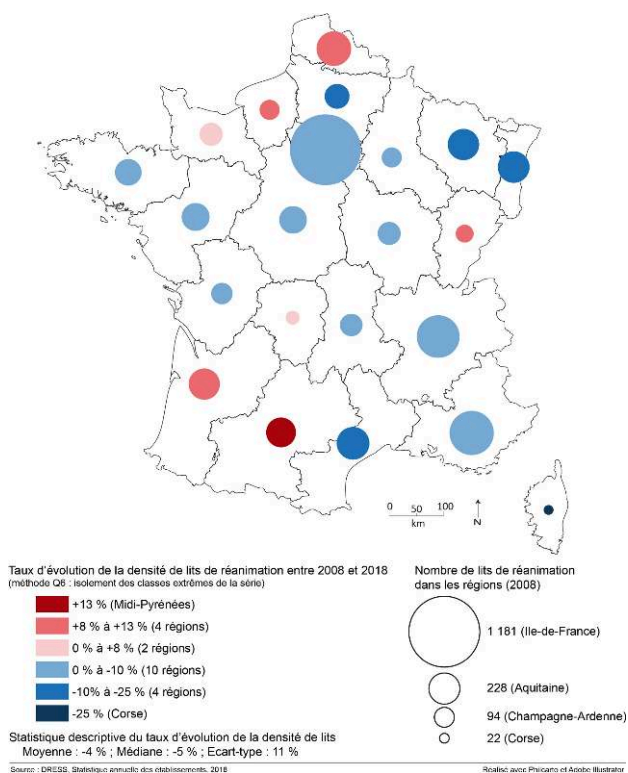 0 50 100
km
N
Taux d'évolution de la densité de lits de réanimation entre 2008 et 2018
(méthode Q6 : isolement des classes extrêmes de la série)
+13 % (Midi-Pyrénées)
+8 % à +13 % (4 régions)
0 % à +8 % (2 régions)
0 % à -10 % (10 régions)
-10% à -25 % (4 régions)
-25 % (Corse)
Statistique descriptive du taux d'évolution de la densité de lits
Moyenne : -4 % ; Médiane : -5 % ; Ecart-type : 11 %
Nombre de lits de réanimation
dans les régions (2008)
1 181 (Ile-de-France)
228 (Aquitaine)
94 (Champagne-Ardenne)
22 (Corse)
Source : DRESS, Statistique annuelle des établissements, 2018
Réalisé avec Philcarto et Adobe Illustrator